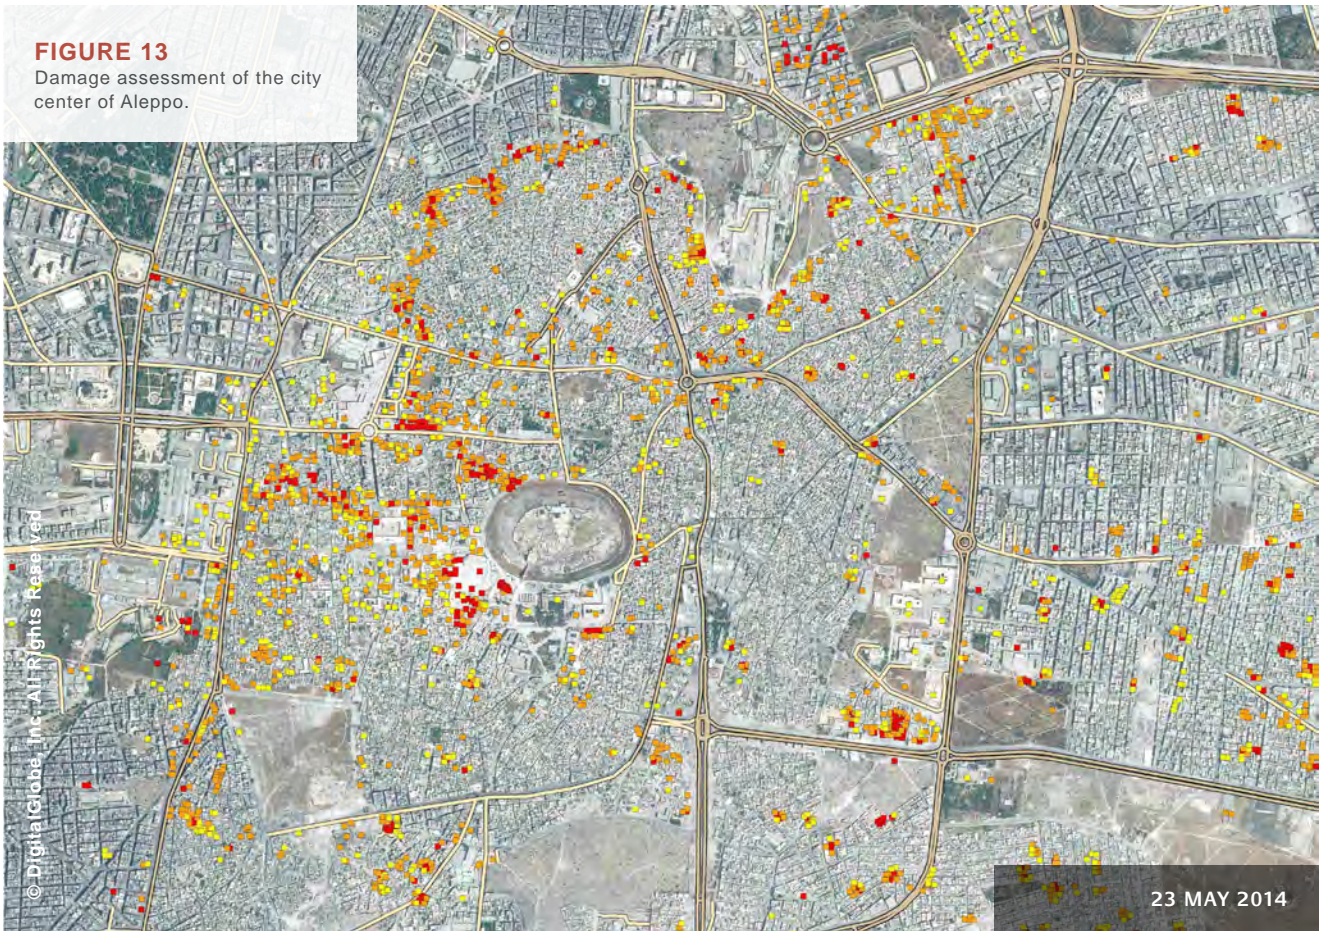 FIGURE 13
Damage assessment of the city
center of Aleppo.
© DigitalGlobe, Inc. All Rights Reserved
23 MAY 2014